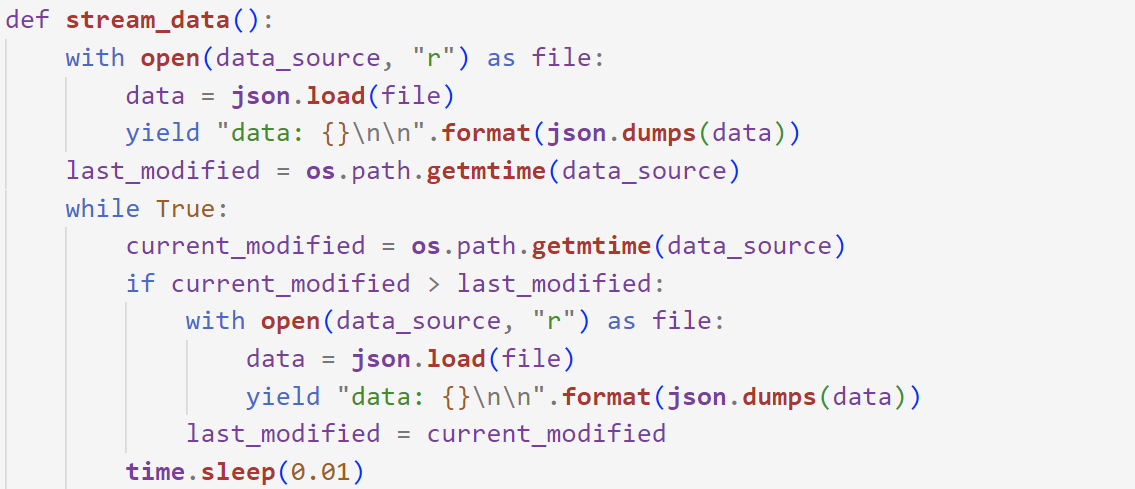 def stream_data():
    with open(data_source, "r") as file:
        data = json.load(file)
        yield "data: {}\n\n".format(json.dumps(data))
    last_modified = os.path.getmtime(data_source)
    while True:
        current_modified = os.path.getmtime(data_source)
        if current_modified > last_modified:
            with open(data_source, "r") as file:
                data = json.load(file)
                yield "data: {}\n\n".format(json.dumps(data))
            last_modified = current_modified
        time.sleep(0.01)